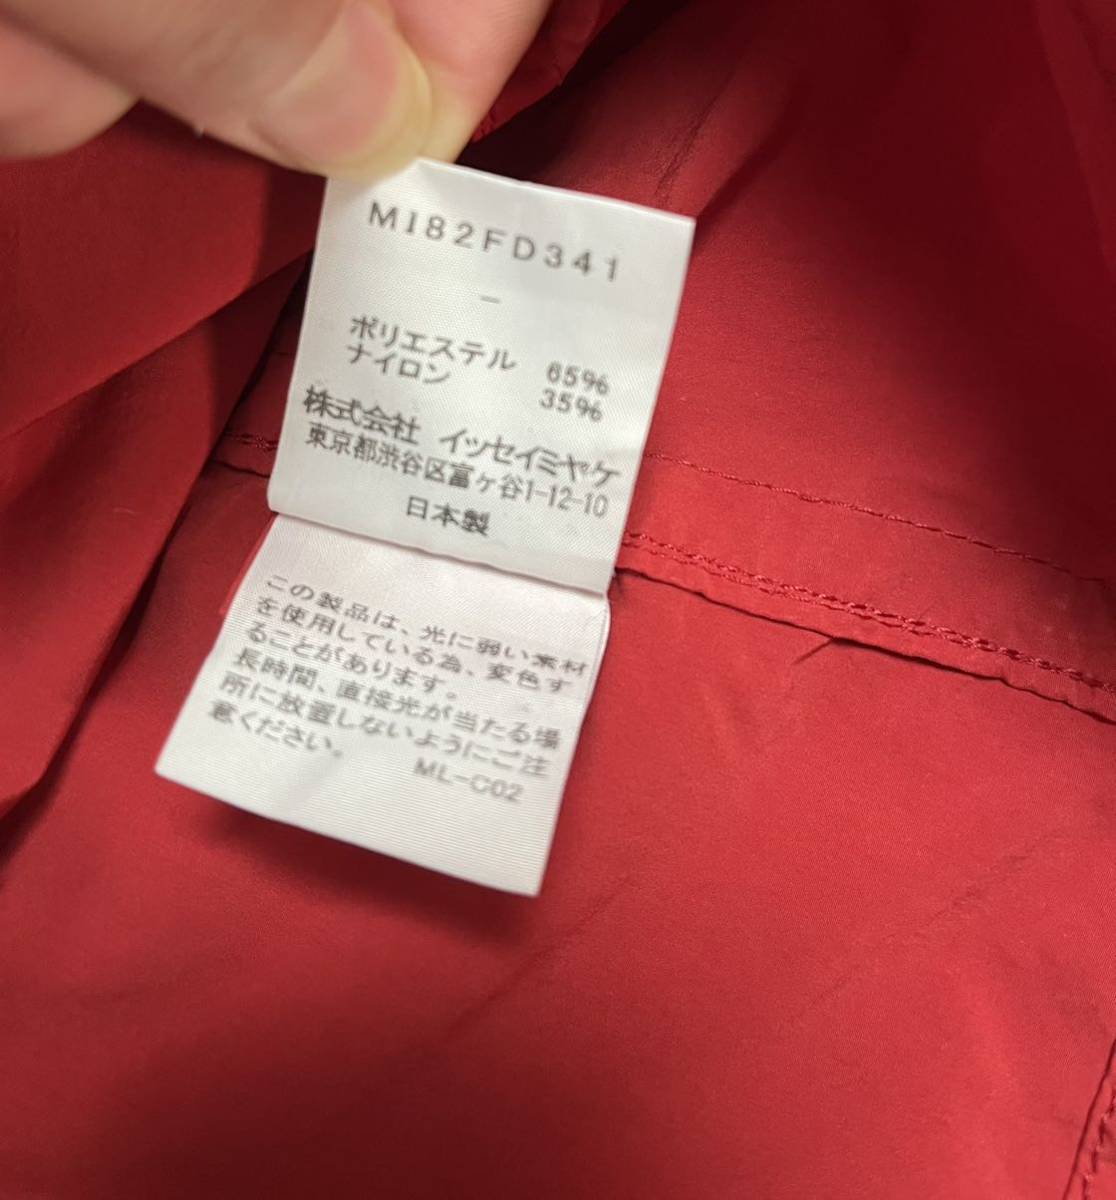 MI82FD341
–
ポリエステル 65%
ナイロン 35%
株式会社 イッセイミヤケ
東京都渋谷区富ヶ谷1-12-10
日本製
この製品は、光に弱い素材
を使用している為、変色す
ることがあります。
長時間、直接光が当たる場
所に放置しないようにご注
意ください。
ML-C02